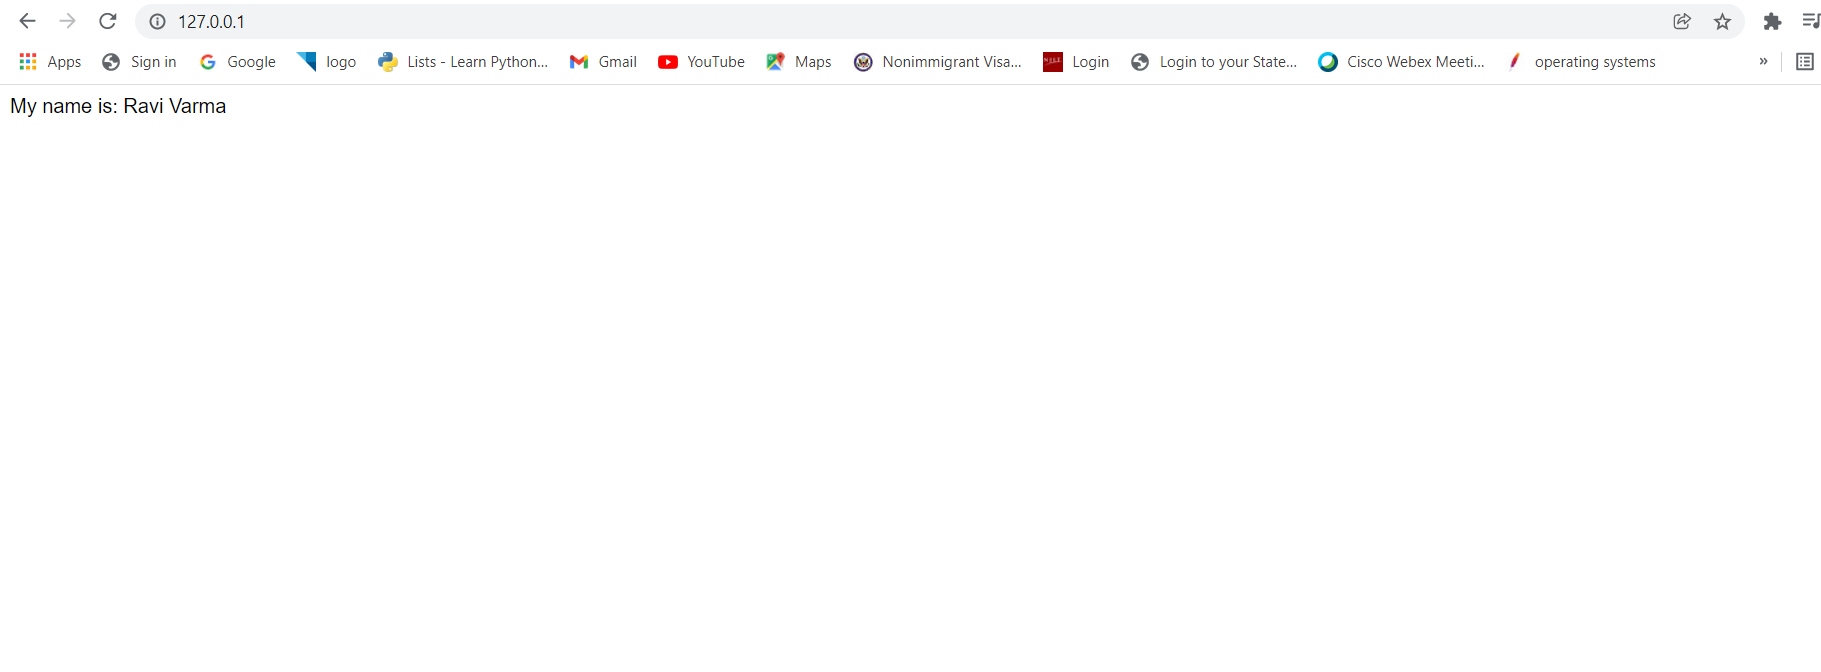 127.0.0.1
Apps Sign in Google logo Lists - Learn Python... Gmail YouTube Maps Nonimmigrant Visa... Login Login to your State... Cisco Webex Meeti... operating systems »
My name is: Ravi Varma